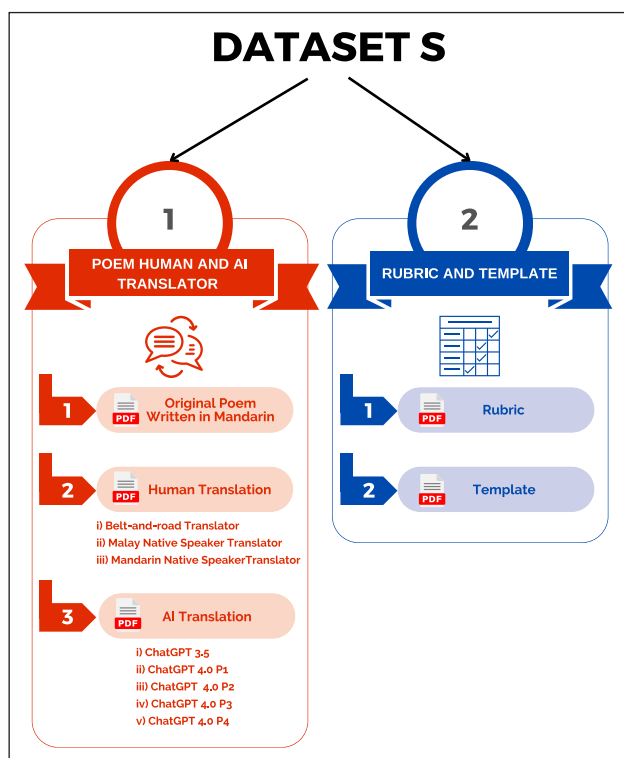 DATASET S
1
POEM HUMAN AND AI
TRANSLATOR
1
PDF
Original Poem
Written in Mandarin
2
PDF
Human Translation
i) Belt-and-road Translator
ii) Malay Native Speaker Translator
iii) Mandarin Native SpeakerTranslator
3
PDF
AI Translation
i) ChatGPT 3.5
ii) ChatGPT 4.0 P1
iii) ChatGPT 4.0 P2
iv) ChatGPT 4.0 P3
v) ChatGPT 4.0 P4
2
RUBRIC AND TEMPLATE
1
PDF
Rubric
2
PDF
Template